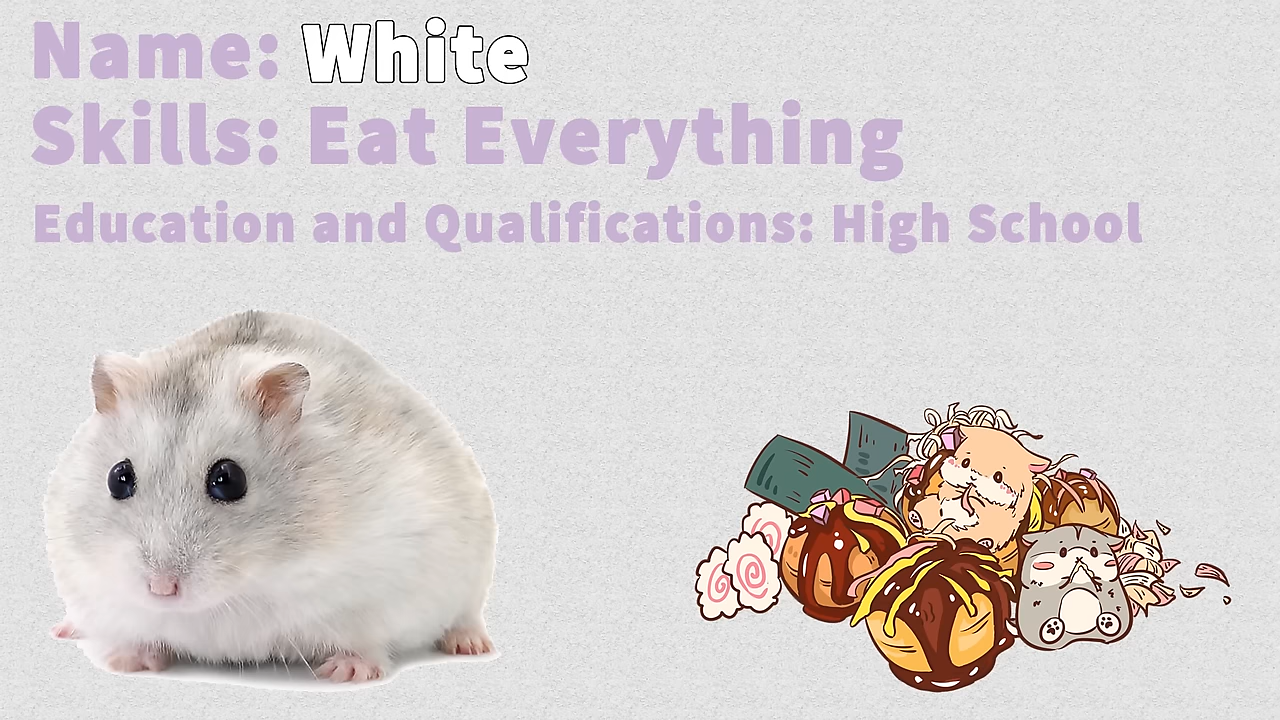 Name: White
Skills: Eat Everything
Education and Qualifications: High School